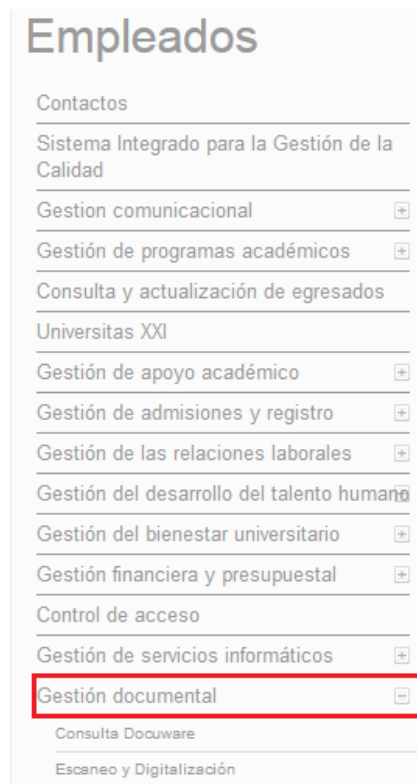 Empleados
Contactos
Sistema Integrado para la Gestión de la
Calidad
Gestion comunicacional
Gestión de programas académicos
Consulta y actualización de egresados
Universitas XXI
Gestión de apoyo académico
Gestión de admisiones y registro
Gestión de las relaciones laborales
Gestión del desarrollo del talento humano
Gestión del bienestar universitario
Gestión financiera y presupuestal
Control de acceso
Gestión de servicios informáticos
Gestión documental
Consulta Docuware
Escaneo y Digitalización